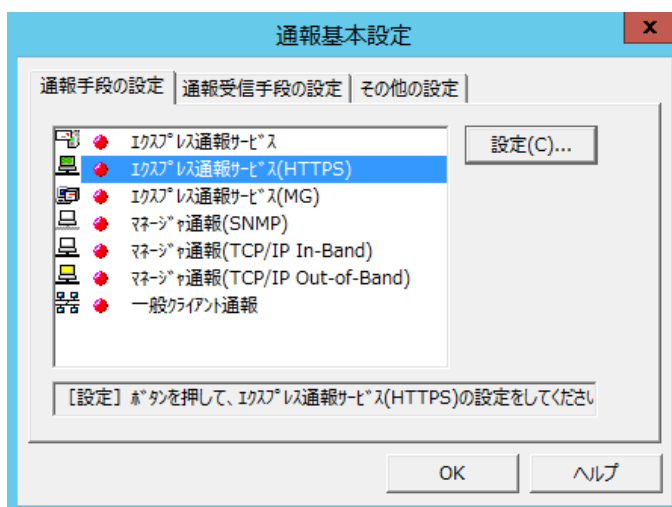 通報基本設定
x
通報手段の設定 通報受信手段の設定 その他の設定
ｴｸｽﾌﾟﾚｽ通報ｻｰﾋﾞｽ
ｴｸｽﾌﾟﾚｽ通報ｻｰﾋﾞｽ(HTTPS)
ｴｸｽﾌﾟﾚｽ通報ｻｰﾋﾞｽ(MG)
ﾏﾈｰｼﾞｬ通報(SNMP)
ﾏﾈｰｼﾞｬ通報(TCP/IP In-Band)
ﾏﾈｰｼﾞｬ通報(TCP/IP Out-of-Band)
一般ｸﾗｲｱﾝﾄ通報
設定(C)...
［設定］ﾎﾞﾀﾝを押して、ｴｸｽﾌﾟﾚｽ通報ｻｰﾋﾞｽ(HTTPS)の設定をしてくださ
OK ヘルプ